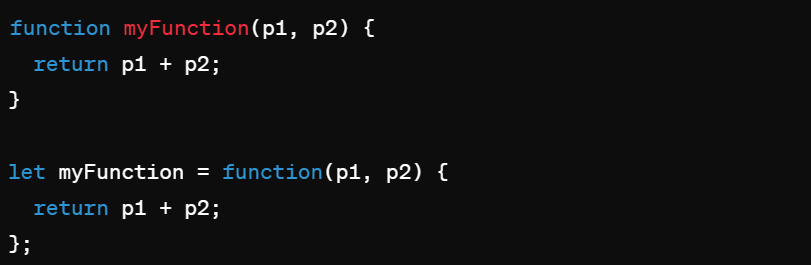 function myFunction(p1, p2) {
  return p1 + p2;
}

let myFunction = function(p1, p2) {
  return p1 + p2;
};